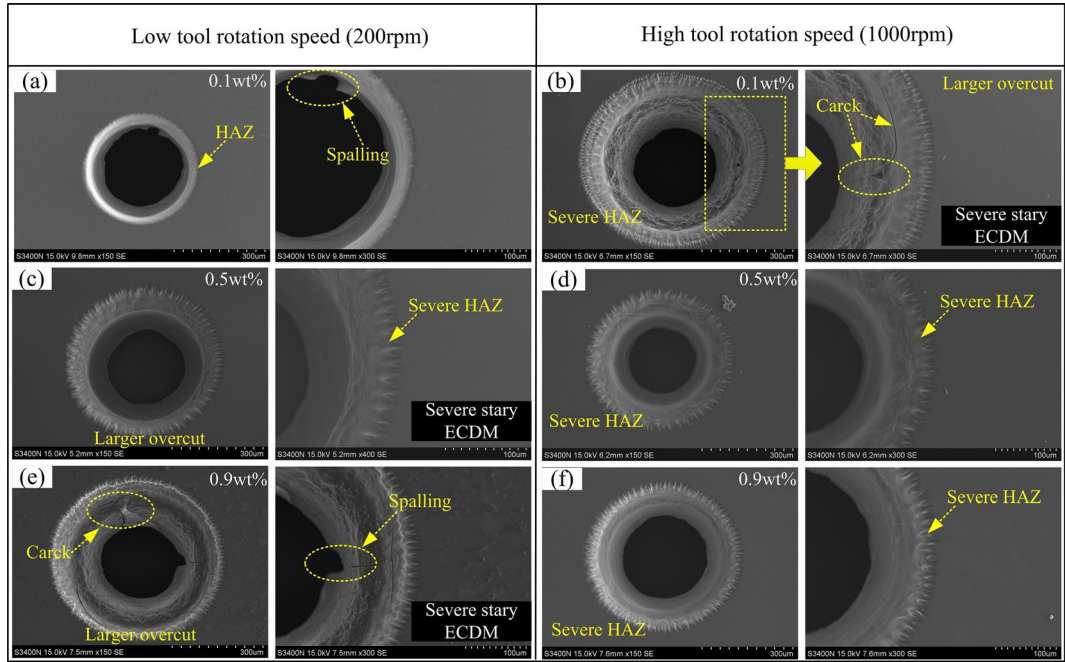 Low tool rotation speed (200rpm)
High tool rotation speed (1000rpm)
(a)
0.1wt%
HAZ
S3400N 15.0kV 9.8mm x150 SE
300um
Spalling
S3400N 15.0kV 9.8mm x300 SE
100um
(b)
0.1wt%
Severe HAZ
S3400N 15.0kV 6.7mm x150 SE
300um
Larger overcut
Carck
Severe stary
ECDM
S3400N 15.0kV 6.7mm x300 SE
100um
(c)
0.5wt%
Larger overcut
S3400N 15.0kV 5.2mm x150 SE
300um
Severe HAZ
Severe stary
ECDM
S3400N 15.0kV 5.2mm x400 SE
100um
(d)
0.5wt%
Severe HAZ
S3400N 15.0kV 6.2mm x150 SE
300um
Severe HAZ
S3400N 15.0kV 6.2mm x300 SE
100um
(e)
0.9wt%
Carck
Larger overcut
S3400N 15.0kV 7.5mm x150 SE
300um
Spalling
Severe stary
ECDM
S3400N 15.0kV 7.5mm x300 SE
100um
(f)
0.9wt%
Severe HAZ
S3400N 15.0kV 7.6mm x150 SE
300um
Severe HAZ
S3400N 15.0kV 7.6mm x300 SE
100um